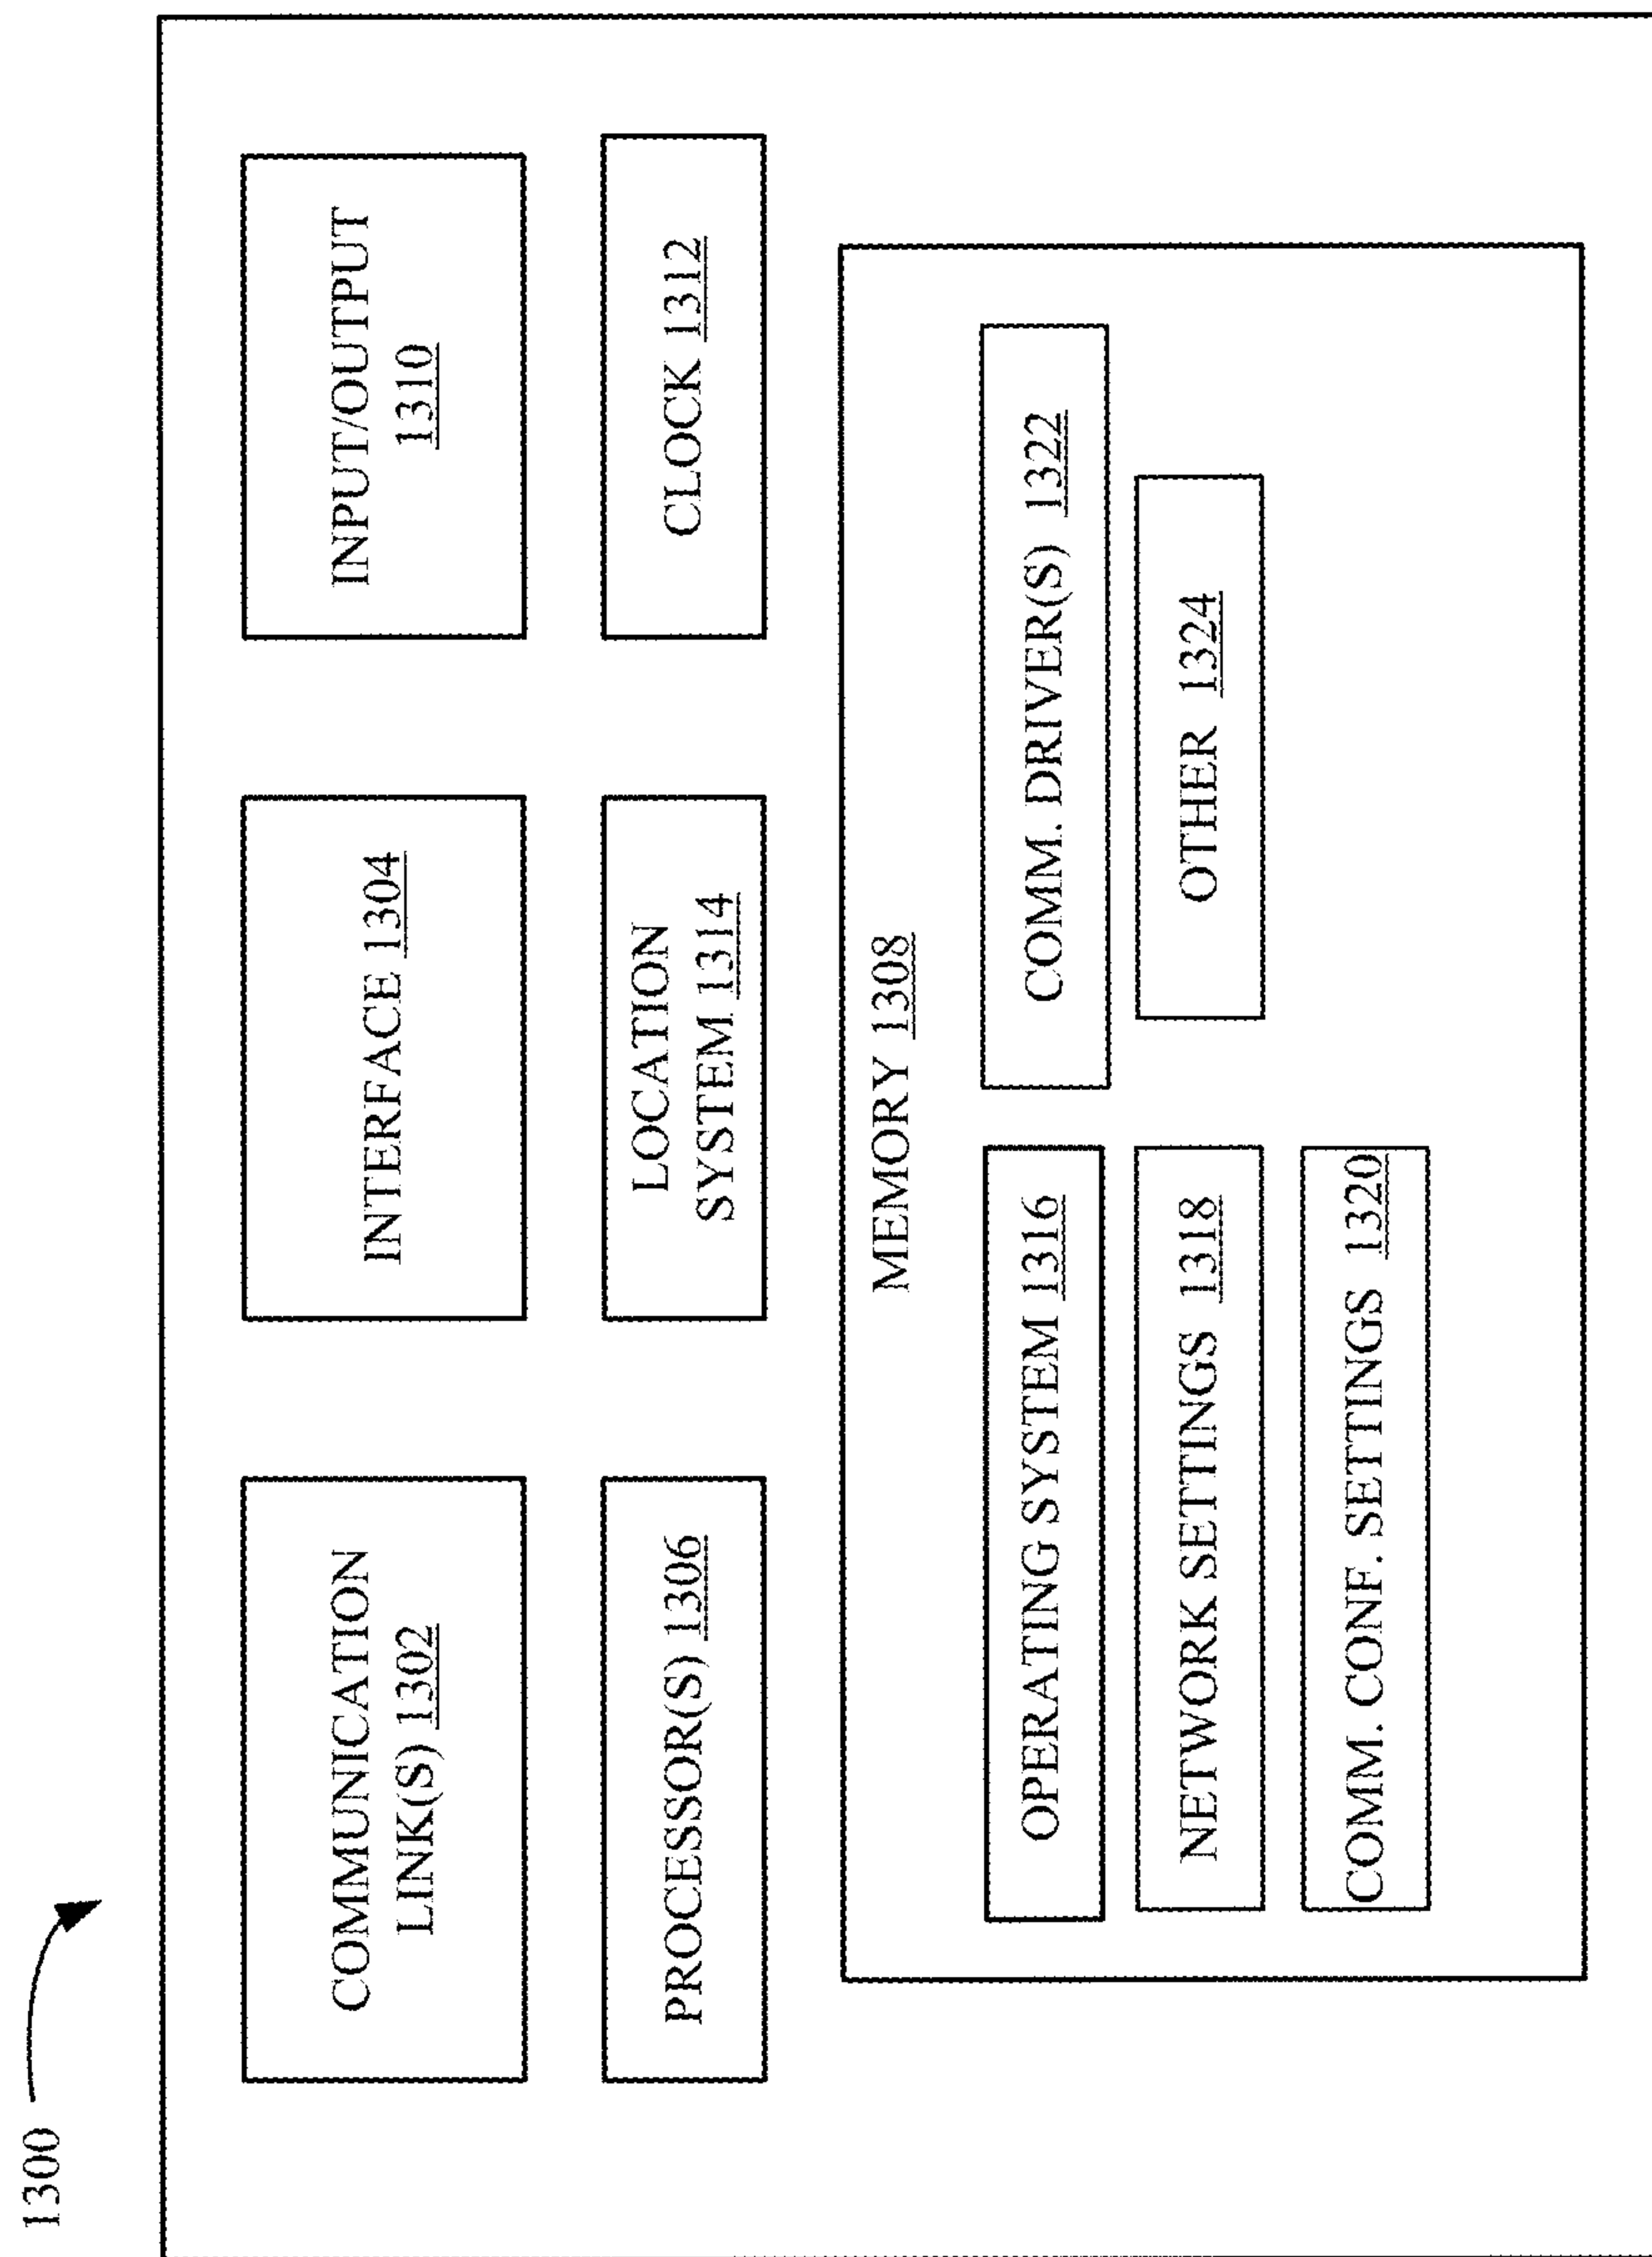 1300
COMMUNICATION
LINK(S) 1302
INTERFACE 1304
INPUT/OUTPUT
1310
PROCESSOR(S) 1306
LOCATION
SYSTEM 1314
CLOCK 1312
MEMORY 1308
OPERATING SYSTEM 1316
COMM. DRIVER(S) 1322
NETWORK SETTINGS 1318
OTHER 1324
COMM. CONF. SETTINGS 1320